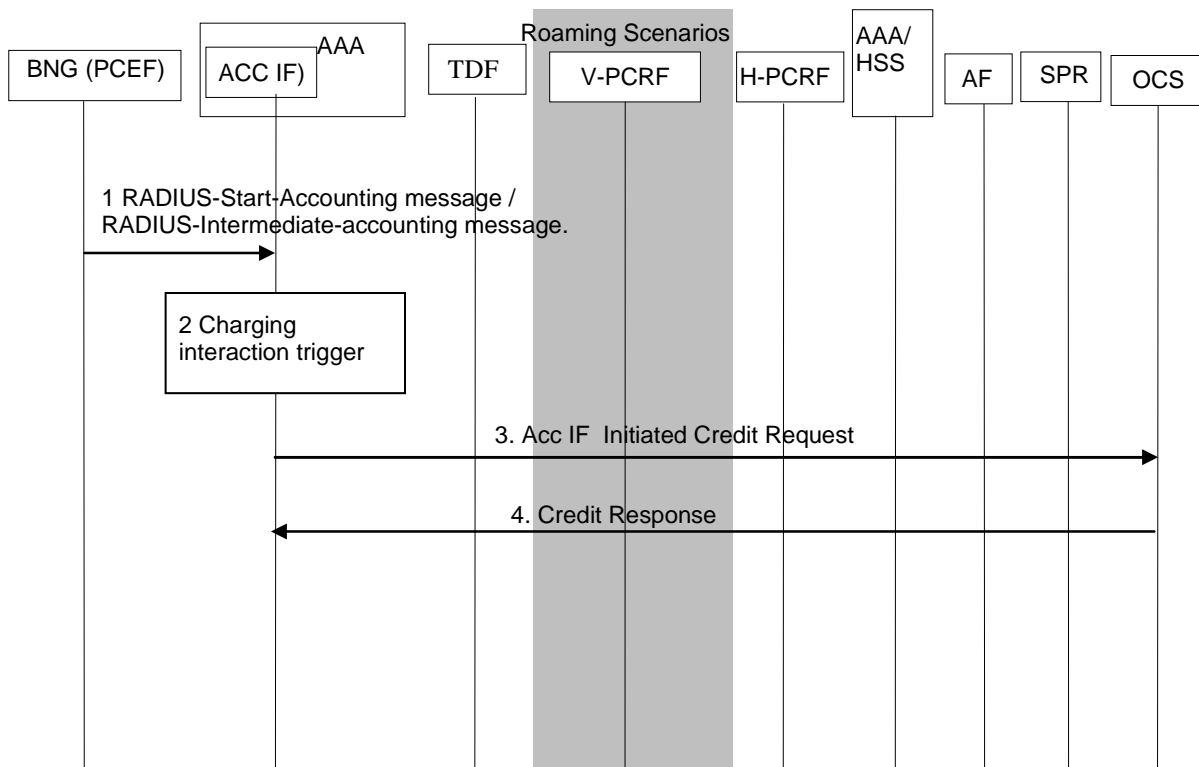 Roaming Scenarios
AAA
AAA/
HSS
BNG (PCEF)
ACC IF)
TDF
V-PCRF
H-PCRF
AF
SPR
OCS
1 RADIUS-Start-Accounting message /
RADIUS-Intermediate-accounting message.
2 Charging
interaction trigger
3. Acc IF Initiated Credit Request
4. Credit Response